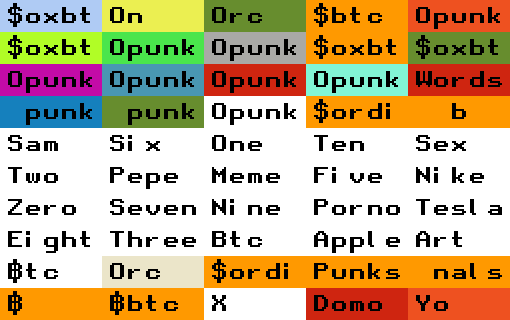 $oxbt On Orc $btc Opunk
$oxbt Opunk Opunk $oxbt $oxbt
Opunk Opunk Opunk Opunk Words
punk punk Opunk $ordi b
Sam Six One Ten Sex
Two Pepe Meme Five Nike
Zero Seven Nine Porno Tesla
Eight Three Btc Apple Art
₿tc Orc $ordi Punks nals
₿ ₿btc X Domo Yo